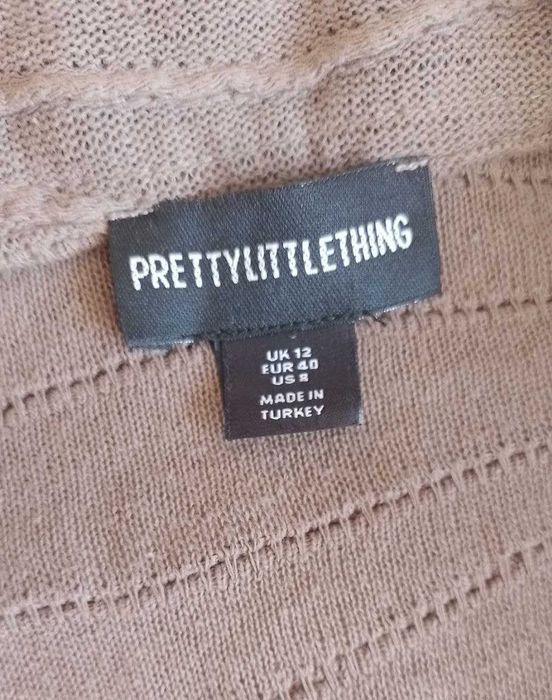 PRETTYLITTLETHING
UK 12
EUR 40
US 8
MADE IN
TURKEY